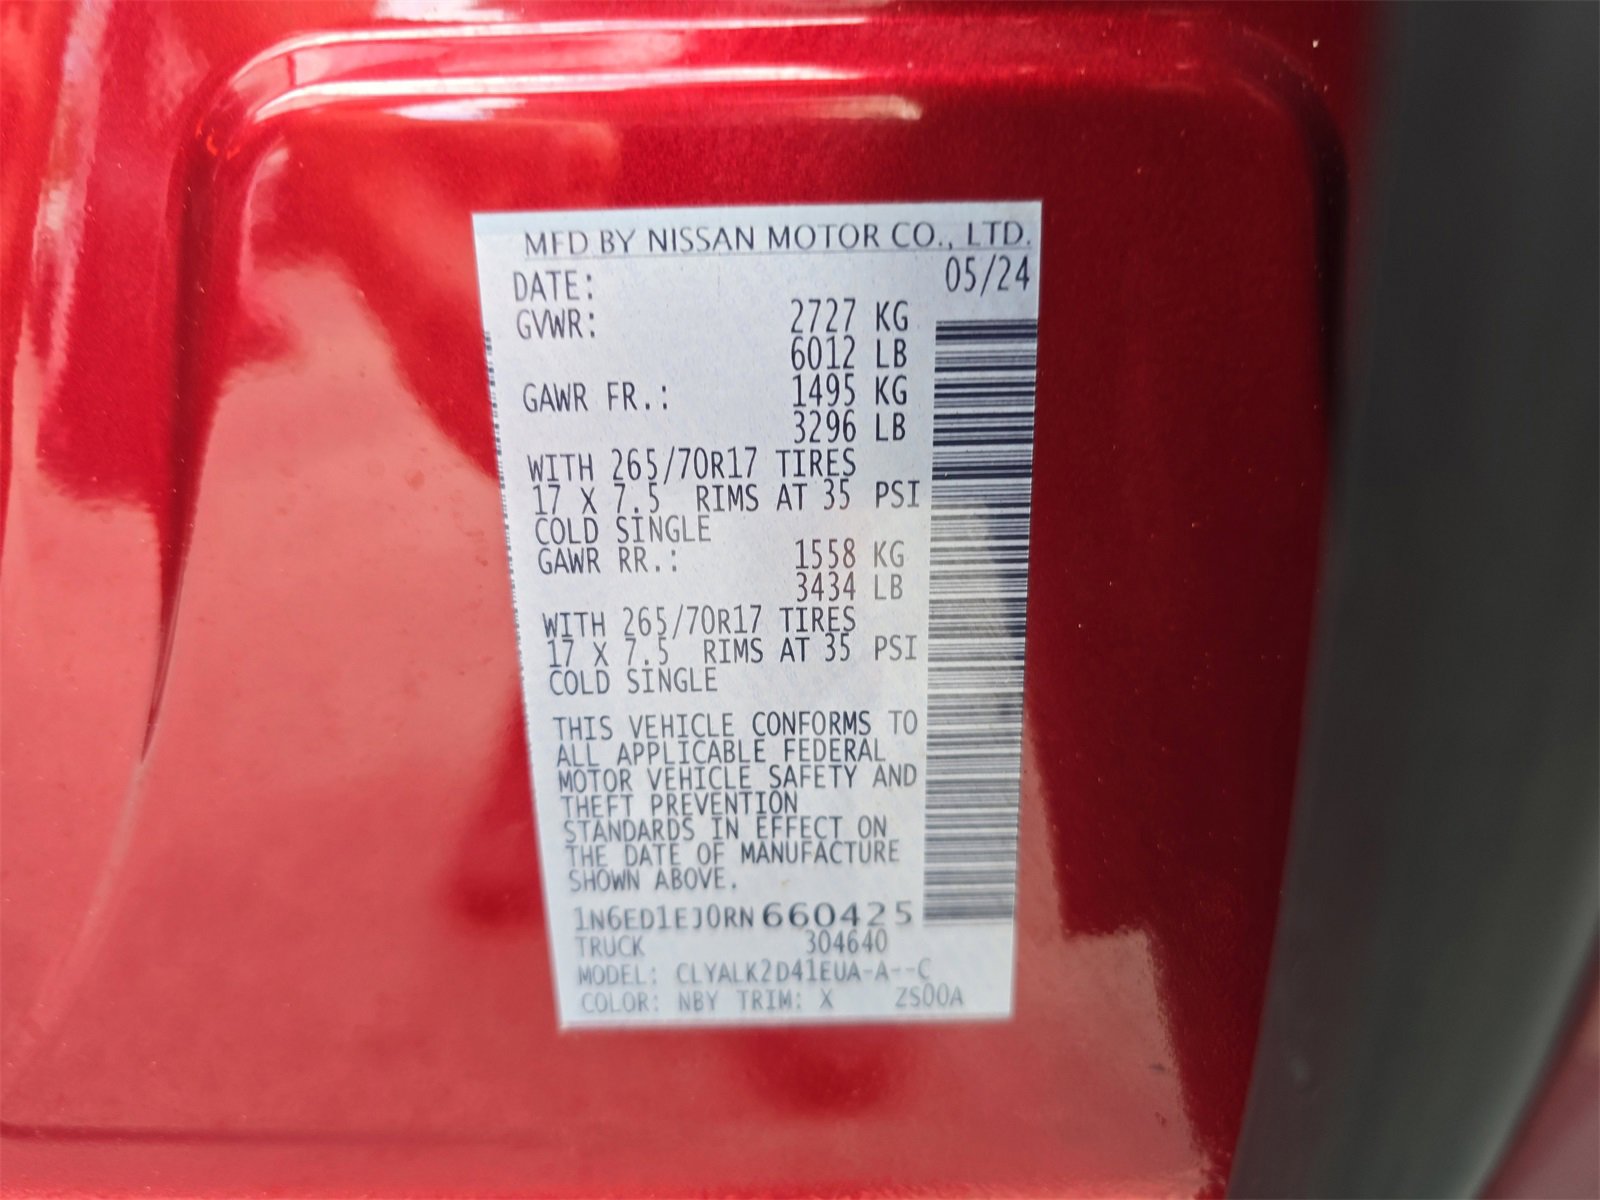 MFD BY NISSAN MOTOR CO., LTD.
DATE: 05/24
GVWR: 2727 KG
6012 LB
GAWR FR.: 1495 KG
3296 LB
WITH 265/70R17 TIRES
17 X 7.5 RIMS AT 35 PSI
COLD SINGLE
GAWR RR.: 1558 KG
3434 LB
WITH 265/70R17 TIRES
17 X 7.5 RIMS AT 35 PSI
COLD SINGLE
THIS VEHICLE CONFORMS TO
ALL APPLICABLE FEDERAL
MOTOR VEHICLE SAFETY AND
THEFT PREVENTION
STANDARDS IN EFFECT ON
THE DATE OF MANUFACTURE
SHOWN ABOVE.
1N6ED1EJ0RN660425
TRUCK 304640
MODEL: CLYALK2D41EUA-A--C
COLOR: NBY TRIM: X ZS00A